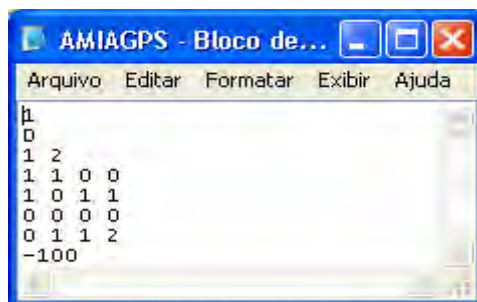 AMIAGPS - Bloco de...
Arquivo Editar Formatar Exibir Ajuda
1
0
1 2
1 1 0 0
1 0 1 1
0 0 0 0
0 1 1 2
-100